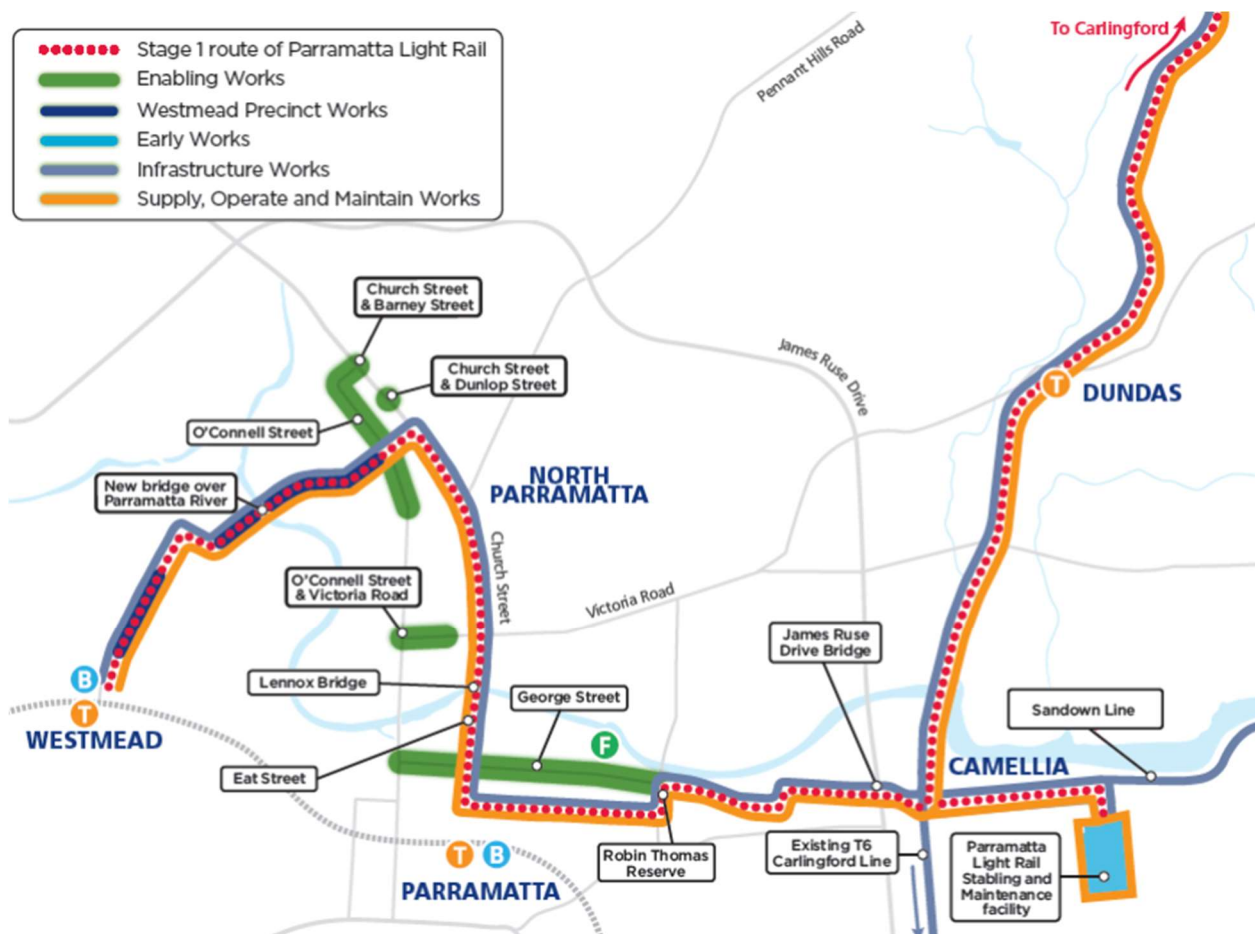 Stage 1 route of Parramatta Light Rail
Enabling Works
Westmead Precinct Works
Early Works
Infrastructure Works
Supply, Operate and Maintain Works
To Carlingford
Pennant Hills Road
Church Street
& Barney Street
Church Street
& Dunlop Street
James Ruse Drive
T
DUNDAS
O'Connell Street
NORTH
PARRAMATTA
New bridge over
Parramatta River
Church Street
O'Connell Street
& Victoria Road
Victoria Road
James Ruse
Drive Bridge
B
T
WESTMEAD
Lennox Bridge
George Street
Sandown Line
F
Eat Street
CAMELLIA
Robin Thomas
Reserve
Existing T6
Carlingford Line
Parramatta
Light Rail
Stabling and
Maintenance
facility
T B
PARRAMATTA